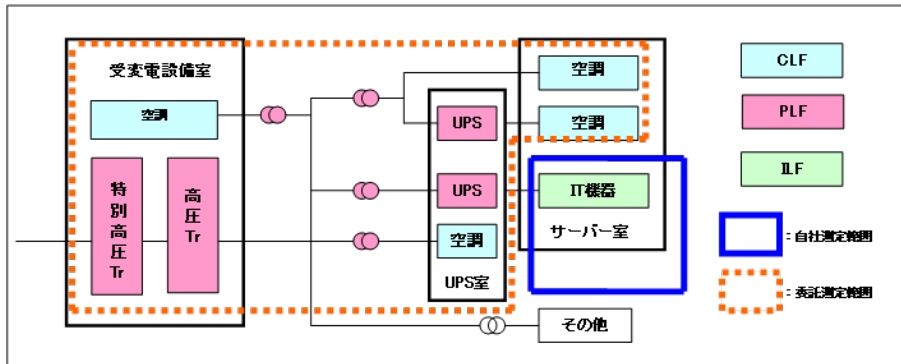 受変電設備室
空調
特別高圧Tr
高圧Tr
UPS
UPS
空調
UPS室
空調
空調
IT機器
サーバー室
その他
CLF
PLF
ILF
：自社測定範囲
：委託測定範囲